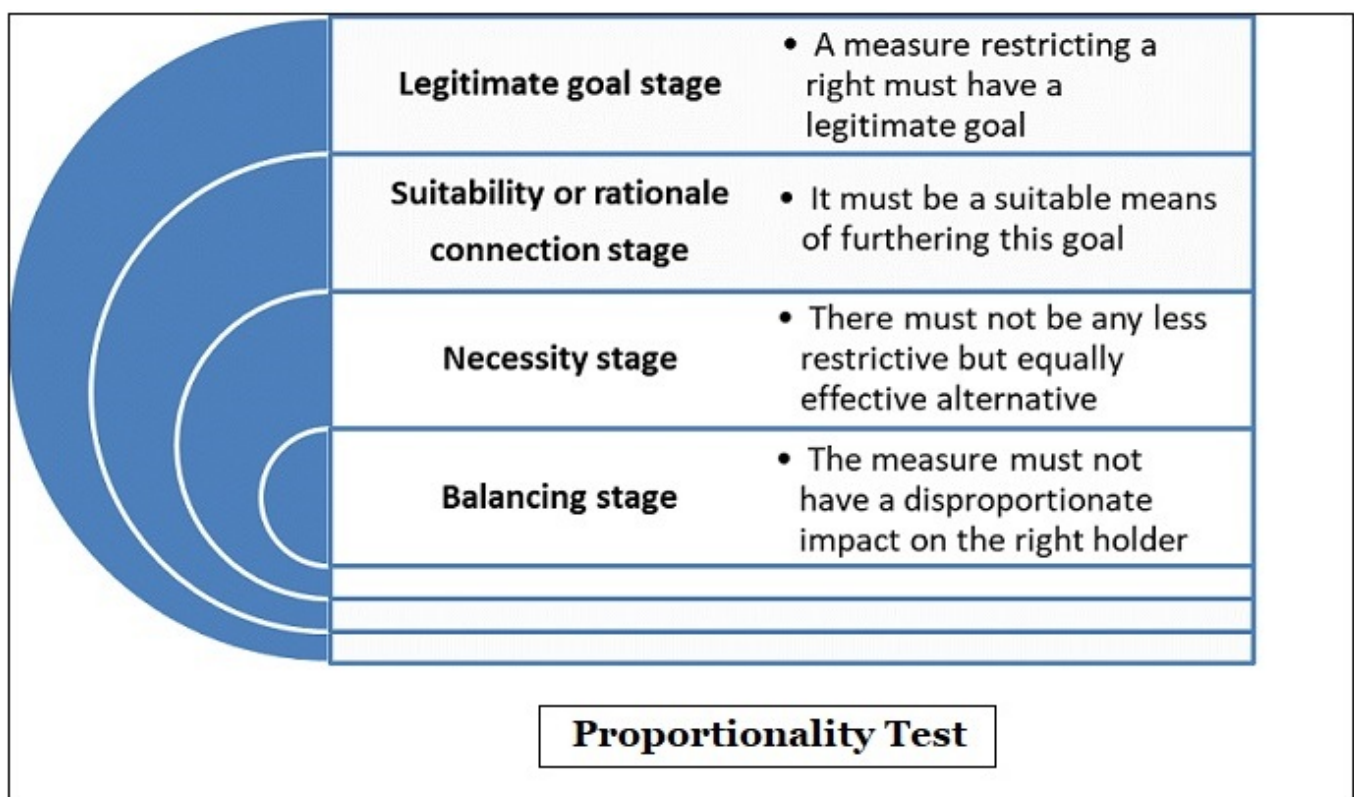 Legitimate goal stage
• A measure restricting a
right must have a
legitimate goal
Suitability or rationale
connection stage
• It must be a suitable means
of furthering this goal
Necessity stage
• There must not be any less
restrictive but equally
effective alternative
Balancing stage
• The measure must not
have a disproportionate
impact on the right holder
Proportionality Test